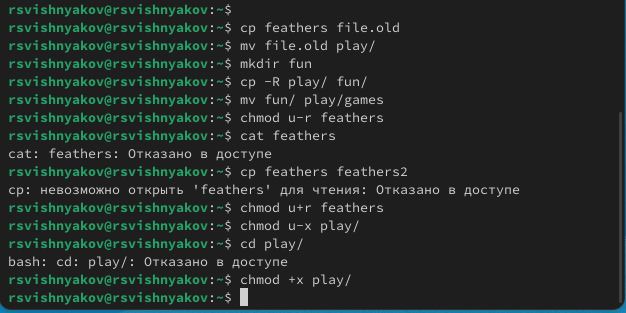 rsvishnyakov@rsvishnyakov:~$
rsvishnyakov@rsvishnyakov:~$ cp feathers file.old
rsvishnyakov@rsvishnyakov:~$ mv file.old play/
rsvishnyakov@rsvishnyakov:~$ mkdir fun
rsvishnyakov@rsvishnyakov:~$ cp -R play/ fun/
rsvishnyakov@rsvishnyakov:~$ mv fun/ play/games
rsvishnyakov@rsvishnyakov:~$ chmod u-r feathers
rsvishnyakov@rsvishnyakov:~$ cat feathers
cat: feathers: Отказано в доступе
rsvishnyakov@rsvishnyakov:~$ cp feathers feathers2
cp: невозможно открыть 'feathers' для чтения: Отказано в доступе
rsvishnyakov@rsvishnyakov:~$ chmod u+r feathers
rsvishnyakov@rsvishnyakov:~$ chmod u-x play/
rsvishnyakov@rsvishnyakov:~$ cd play/
bash: cd: play/: Отказано в доступе
rsvishnyakov@rsvishnyakov:~$ chmod +x play/
rsvishnyakov@rsvishnyakov:~$